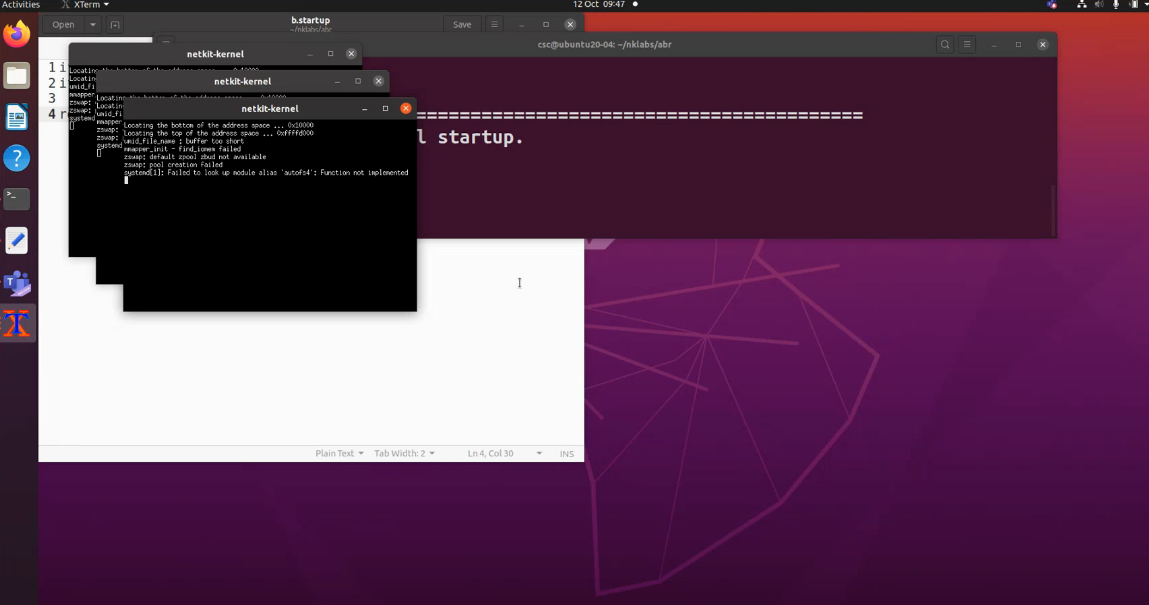 Activities XTerm 12 Oct 09:47
Open b.startup Save
~/nklabs/abr
csc@ubuntu20-04: ~/nklabs/abr
1 i
2 i
3
4 re
l startup.
netkit-kernel
Locating the bottom of the address space ... 0x10000
Locating
umid_fi
mmapper
zswap:
zswap:
systemd
netkit-kernel
Locating the bottom of the address space ... 0x10000
Locating
umid_fi
mmapper
zswap:
zswap:
systemd
netkit-kernel
Locating the bottom of the address space ... 0x10000
Locating the top of the address space ... 0xffffd000
umid_file_name : buffer too short
mmapper_init - find_iomem failed
zswap: default zpool zbud not available
zswap: pool creation failed
systemd[1]: Failed to look up module alias 'autofs4': Function not implemented
Plain Text Tab Width: 2 Ln 4, Col 30 INS